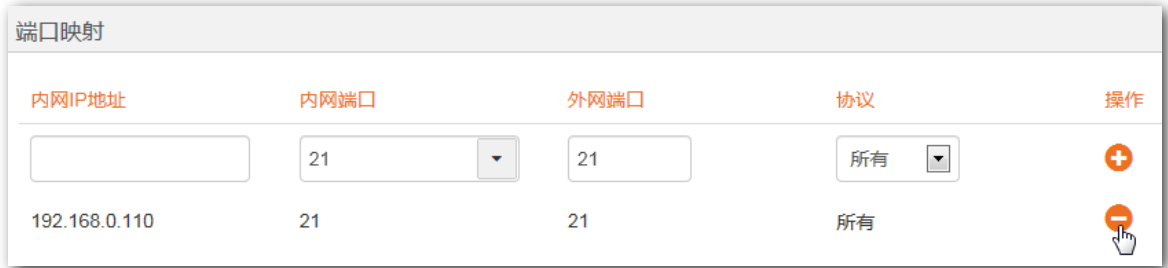 端口映射
内网IP地址 内网端口 外网端口 协议 操作
21 21 所有
192.168.0.110 21 21 所有